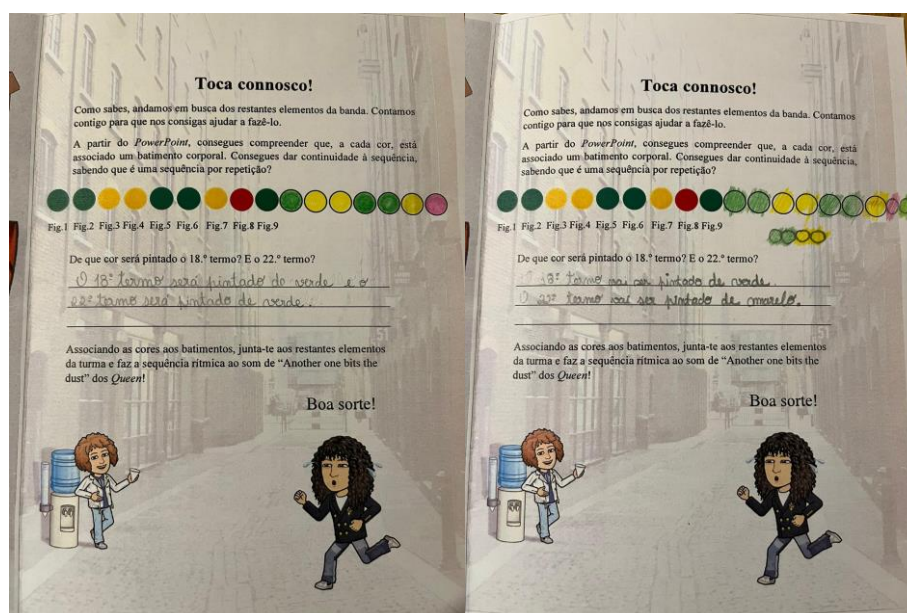 Toca connosco!
Como sabes, andamos em busca dos restantes elementos da banda. Contamos
contigo para que nos consigas ajudar a fazê-lo.
A partir do PowerPoint, consegues compreender que, a cada cor, está
associado um batimento corporal. Consegues dar continuidade à sequência,
sabendo que é uma sequência por repetição?
Fig.1 Fig.2 Fig.3 Fig.4 Fig.5 Fig.6 Fig.7 Fig.8 Fig.9
De que cor será pintado o 18.º termo? E o 22.º termo?
O 18º termo será pintado de verde e o
22º termo será pintado de verde.
Associando as cores aos batimentos, junta-te aos restantes elementos
da turma e faz a sequência rítmica ao som de “Another one bits the
dust” dos Queen!
Boa sorte!
Toca connosco!
Como sabes, andamos em busca dos restantes elementos da banda. Contamos
contigo para que nos consigas ajudar a fazê-lo.
A partir do PowerPoint, consegues compreender que, a cada cor, está
associado um batimento corporal. Consegues dar continuidade à sequência,
sabendo que é uma sequência por repetição?
Fig.1 Fig.2 Fig.3 Fig.4 Fig.5 Fig.6 Fig.7 Fig.8 Fig.9
De que cor será pintado o 18.º termo? E o 22.º termo?
O 18º termo vai ser pintado de verde.
O 22º termo vai ser pintado de amarelo.
Associando as cores aos batimentos, junta-te aos restantes elementos
da turma e faz a sequência rítmica ao som de “Another one bits the
dust” dos Queen!
Boa sorte!